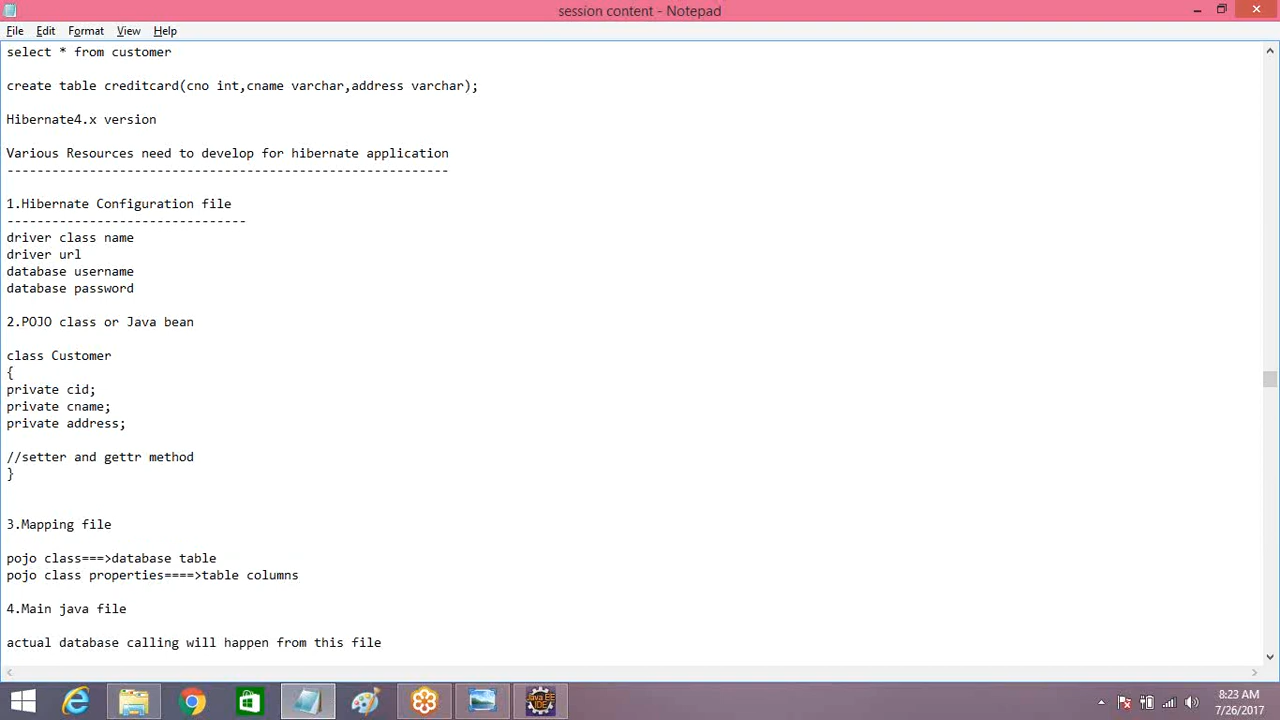 session content - Notepad
File Edit Format View Help
select * from customer
create table creditcard(cno int,cname varchar,address varchar);
Hibernate4.x version
Various Resources need to develop for hibernate application
-----------------------------------------------------------
1.Hibernate Configuration file
--------------------------------
driver class name
driver url
database username
database password
2.POJO class or Java bean
class Customer
{
private cid;
private cname;
private address;
//setter and gettr method
}
3.Mapping file
pojo class===>database table
pojo class properties====>table columns
4.Main java file
actual database calling will happen from this file
Java EE
IDE
8:23 AM
7/26/2017